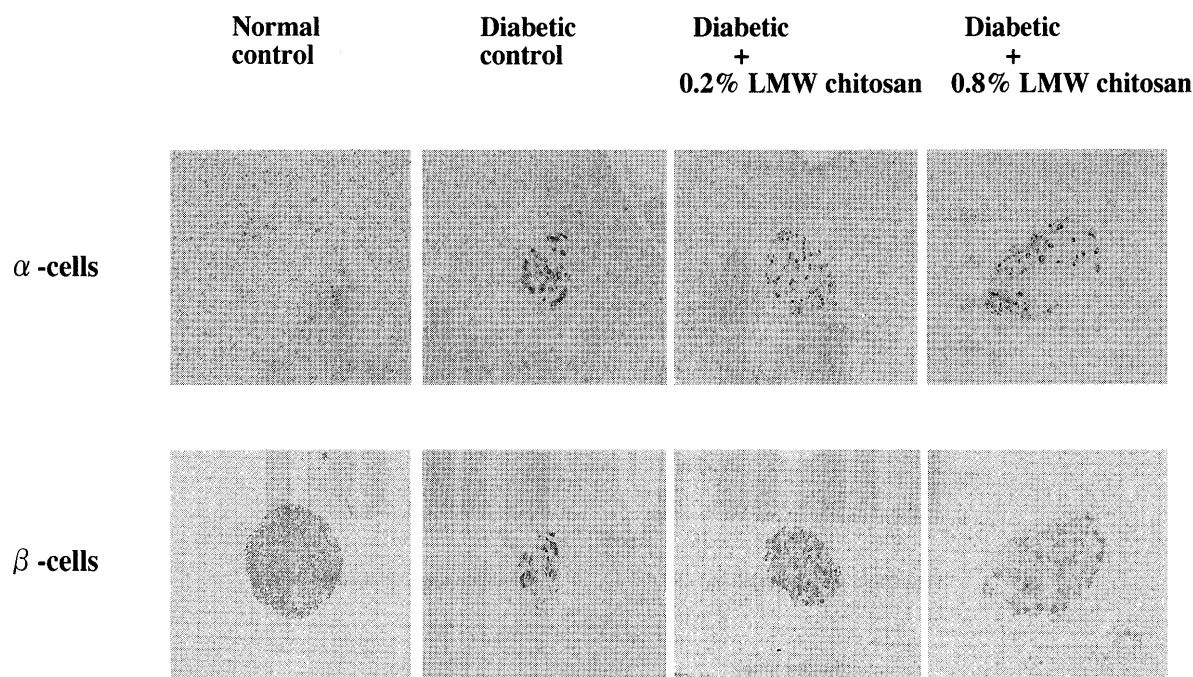 Normal
control
Diabetic
control
Diabetic
+
0.2% LMW chitosan
Diabetic
+
0.8% LMW chitosan
α -cells
β -cells